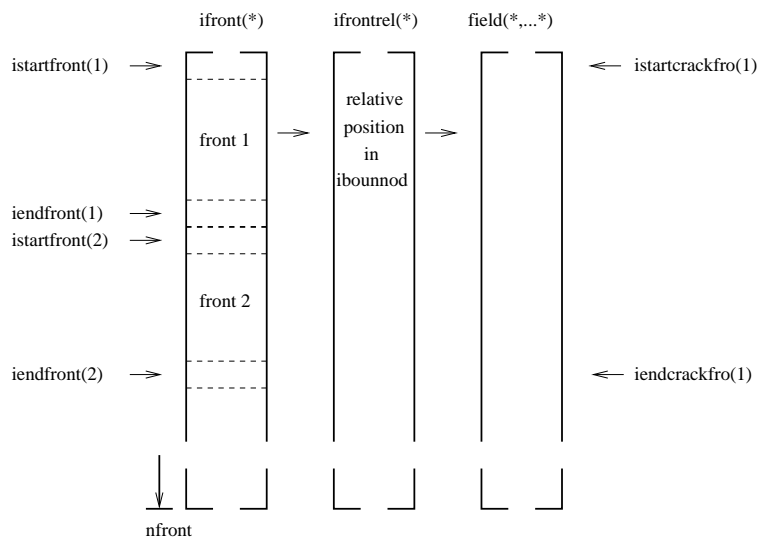 ifront(*) ifrontrel(*) field(*,...*)
istartfront(1) istartcrackfro(1)
relative
position
in
ibounnod
front 1
iendfront(1)
istartfront(2)
front 2
iendfront(2) iendcrackfro(1)
nfront